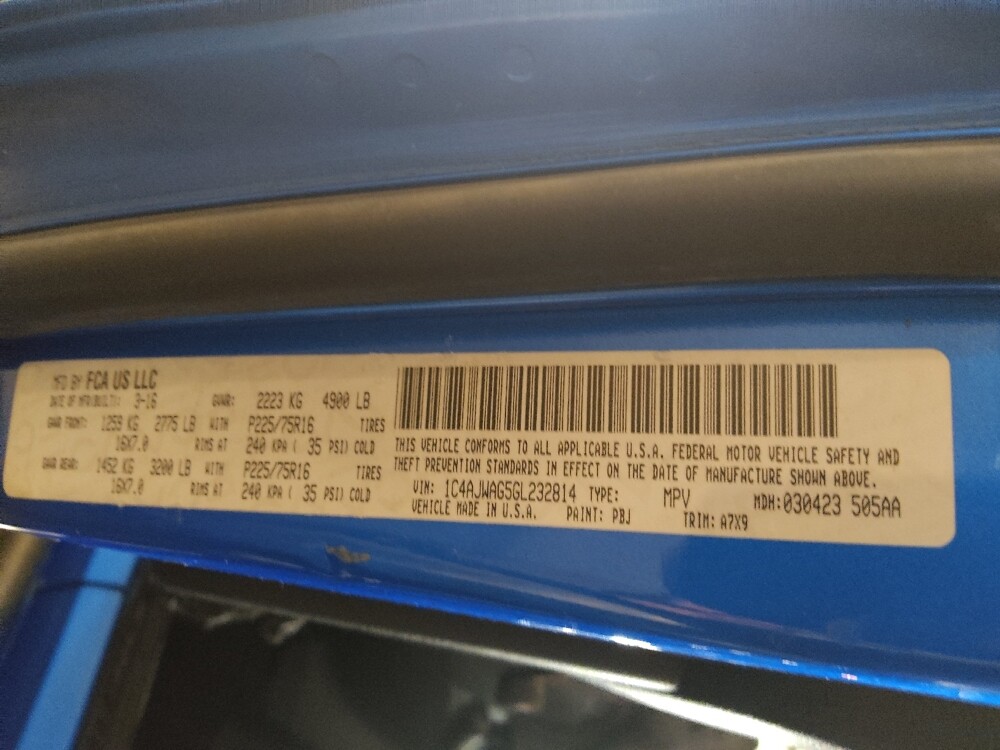 MFD BY FCA US LLC
DATE OF MFR(BUILT): 3-16 GVWR: 2223 KG 4900 LB
GAWR FRONT: 1259 KG 2775 LB WITH P225/75R16 TIRES
16X7.0 RIMS AT 240 KPA ( 35 PSI) COLD
GAWR REAR: 1452 KG 3200 LB WITH P225/75R16 TIRES
16X7.0 RIMS AT 240 KPA ( 35 PSI) COLD
THIS VEHICLE CONFORMS TO ALL APPLICABLE U.S.A. FEDERAL MOTOR VEHICLE SAFETY AND
THEFT PREVENTION STANDARDS IN EFFECT ON THE DATE OF MANUFACTURE SHOWN ABOVE.
VIN: 1C4AJWAG5GL232814 TYPE: MPV MDH:030423 505AA
VEHICLE MADE IN U.S.A. PAINT: PBJ TRIM: A7X9